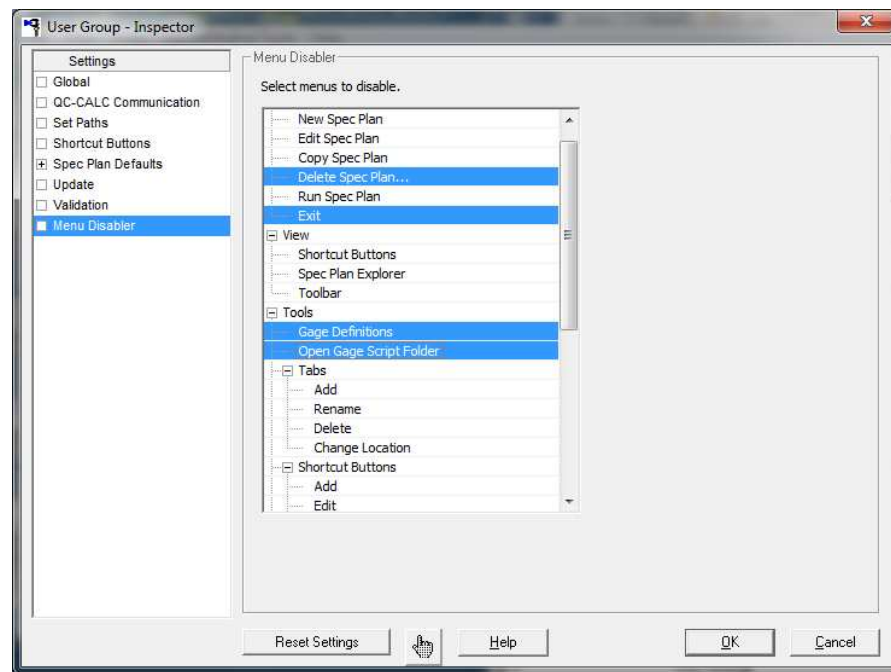 User Group - Inspector
Settings
Global
QC-CALC Communication
Set Paths
Shortcut Buttons
Spec Plan Defaults
Update
Validation
Menu Disabler
Menu Disabler
Select menus to disable.
New Spec Plan
Edit Spec Plan
Copy Spec Plan
Delete Spec Plan...
Run Spec Plan
Exit
View
Shortcut Buttons
Spec Plan Explorer
Toolbar
Tools
Gage Definitions
Open Gage Script Folder
Tabs
Add
Rename
Delete
Change Location
Shortcut Buttons
Add
Edit
Reset Settings
Help
OK
Cancel